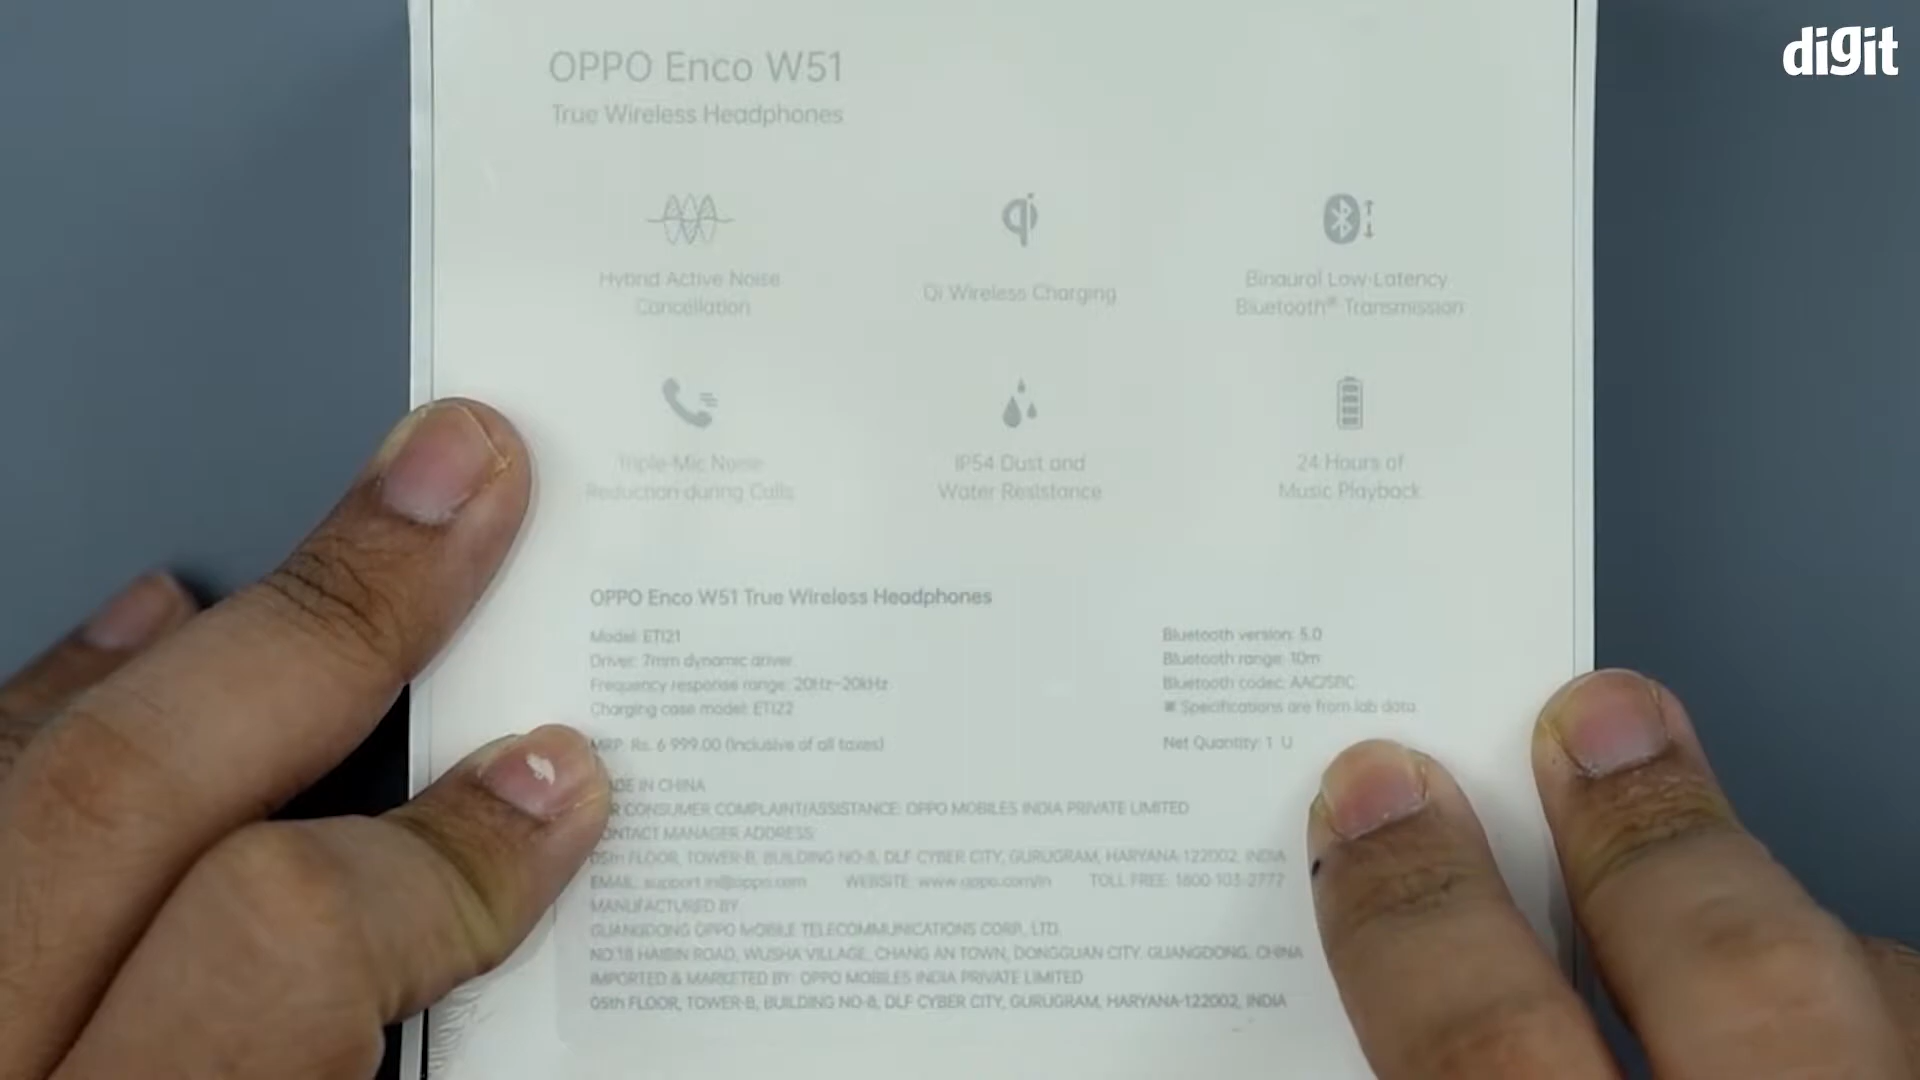 digit
OPPO Enco W51
True Wireless Headphones
Hybrid Active Noise
Cancellation
Qi Wireless Charging
Binaural Low-Latency
Bluetooth® Transmission
Triple-Mic Noise
Reduction during Calls
IP54 Dust and
Water Resistance
24 Hours of
Music Playback
OPPO Enco W51 True Wireless Headphones
Model: ETI21
Driver: 7mm dynamic driver
Frequency response range: 20Hz-20kHz
Charging case model: ETI22
Bluetooth version: 5.0
Bluetooth range: 10m
Bluetooth codec: AAC/SBC
※ Specifications are from lab data.
MRP: Rs. 6 999.00 (Inclusive of all taxes)
Net Quantity: 1 U
ADE IN CHINA
R CONSUMER COMPLAINT/ASSISTANCE: OPPO MOBILES INDIA PRIVATE LIMITED
ONTACT MANAGER ADDRESS:
05th FLOOR, TOWER-B, BUILDING NO-8, DLF CYBER CITY, GURUGRAM, HARYANA-122002, INDIA
EMAIL: support.in@oppo.com WEBSITE: www.oppo.com/in TOLL FREE: 1800-103-2777
MANUFACTURED BY
GUANGDONG OPPO MOBILE TELECOMMUNICATIONS CORP., LTD.
NO.18 HAIBIN ROAD, WUSHA VILLAGE, CHANG AN TOWN, DONGGUAN CITY. GUANGDONG, CHINA
IMPORTED & MARKETED BY: OPPO MOBILES INDIA PRIVATE LIMITED
05th FLOOR, TOWER-B, BUILDING NO-8, DLF CYBER CITY, GURUGRAM, HARYANA-122002, INDIA